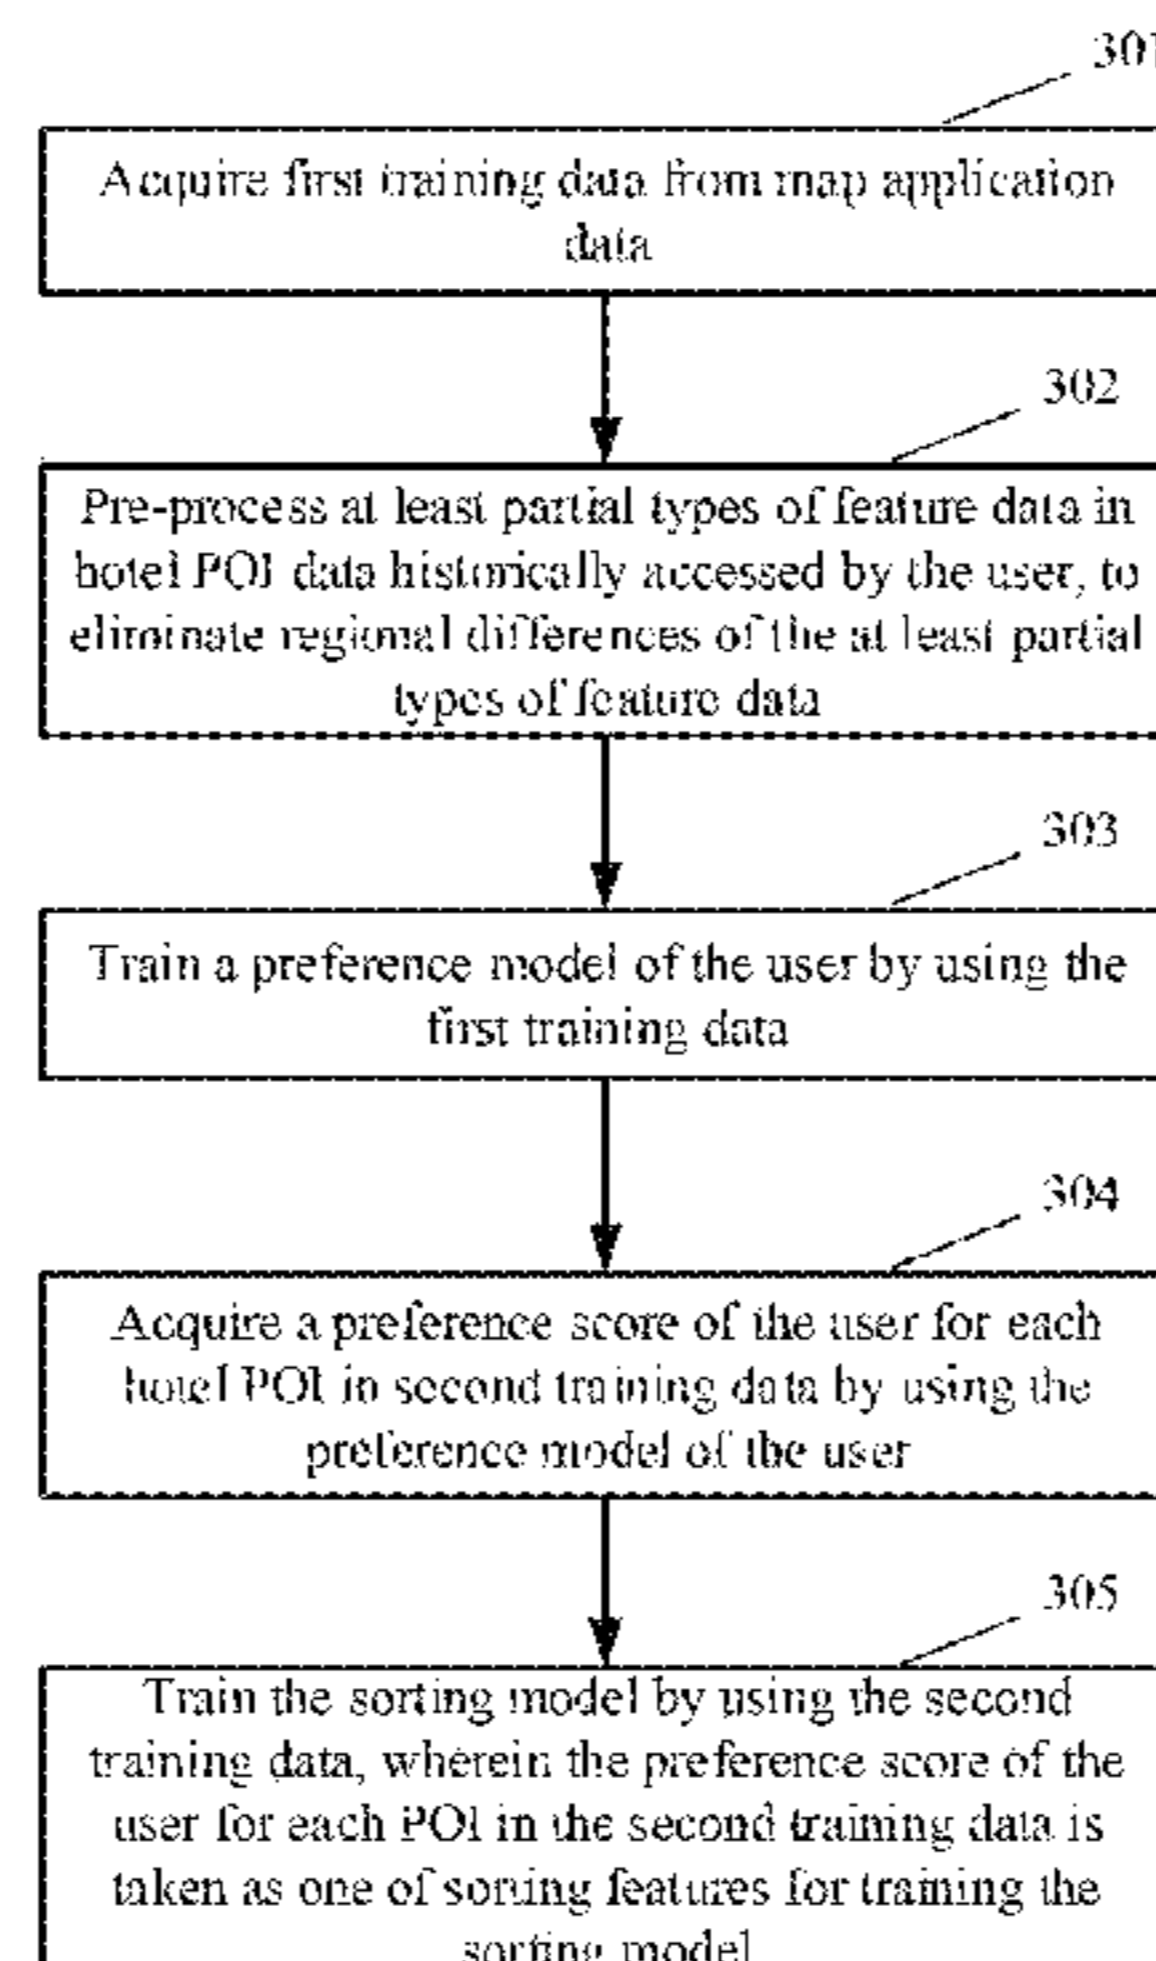 301
Acquire first training data from map application
data
302
Pre-process at least partial types of feature data in
hotel POI data historically accessed by the user, to
eliminate regional differences of the at least partial
types of feature data
303
Train a preference model of the user by using the
first training data
304
Acquire a preference score of the user for each
hotel POI in second training data by using the
preference model of the user
305
Train the sorting model by using the second
training data, wherein the preference score of the
user for each POI in the second training data is
taken as one of sorting features for training the
sorting model